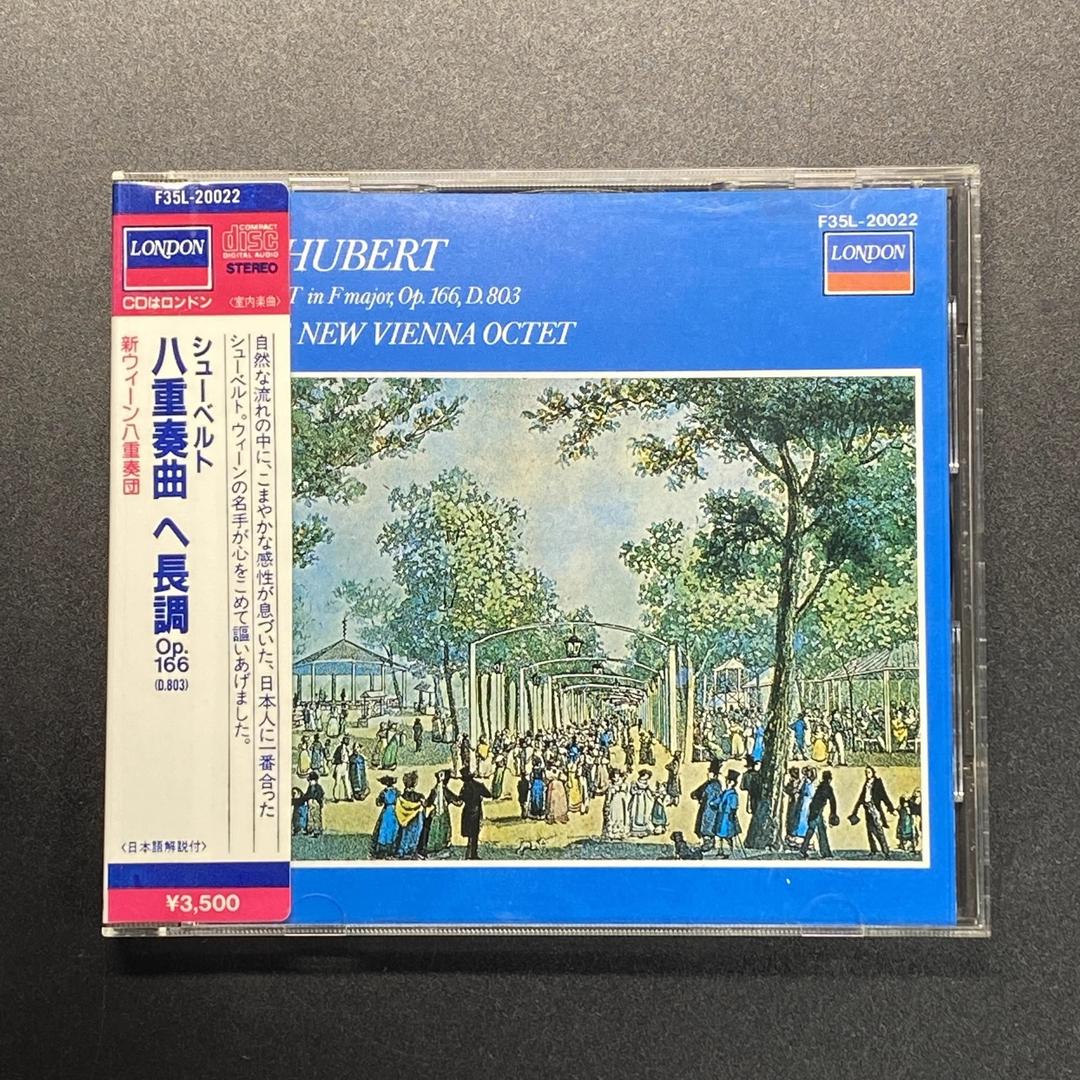 F35L-20022
LONDON
COMPACT
disc
DIGITAL AUDIO
STEREO
CDはロンドン
〈室内楽曲〉
自然な流れの中に、こまやかな感性が息づいた、日本人に一番合った
シューベルト。ウィーンの名手が心をこめて謳いあげました。
シューベルト
八重奏曲 ヘ長調
Op.
166
(D.803)
新ウィーン八重奏団
〈日本語解説付〉
¥3,500
F35L-20022
LONDON
HUBERT
T in F major, Op. 166, D. 803
NEW VIENNA OCTET